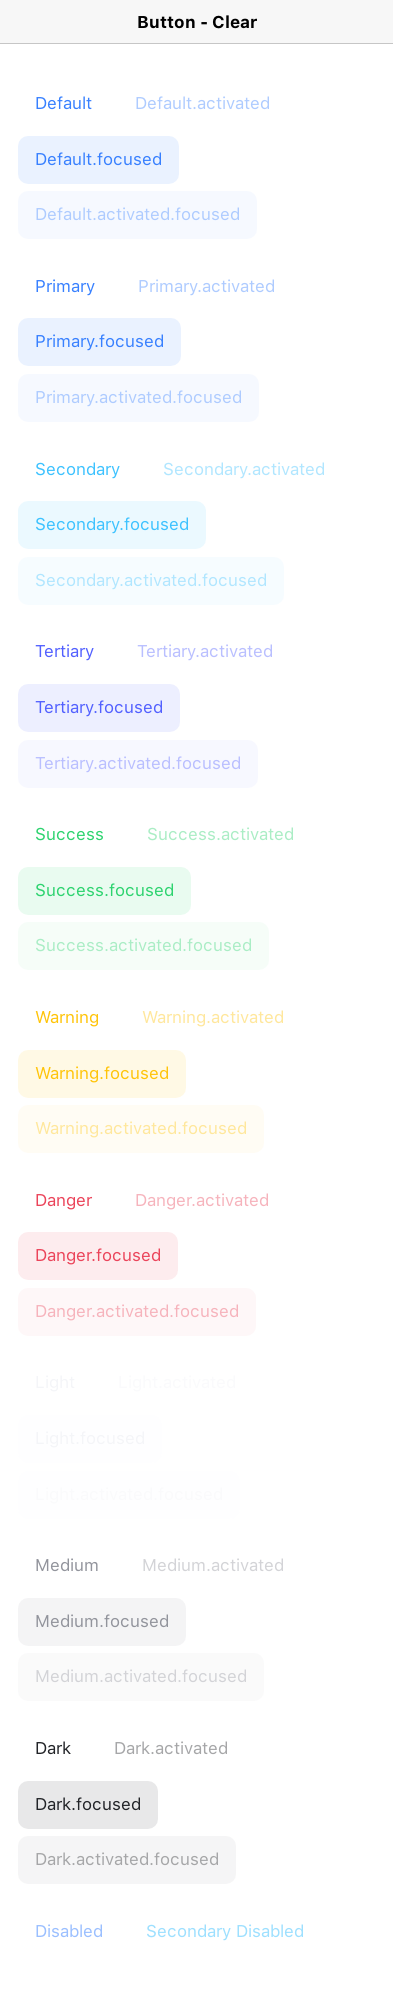 Button - Clear
Default Default.activated
Default.focused
Default.activated.focused
Primary Primary.activated
Primary.focused
Primary.activated.focused
Secondary Secondary.activated
Secondary.focused
Secondary.activated.focused
Tertiary Tertiary.activated
Tertiary.focused
Tertiary.activated.focused
Success Success.activated
Success.focused
Success.activated.focused
Warning Warning.activated
Warning.focused
Warning.activated.focused
Danger Danger.activated
Danger.focused
Danger.activated.focused
Light Light.activated
Light.focused
Light.activated.focused
Medium Medium.activated
Medium.focused
Medium.activated.focused
Dark Dark.activated
Dark.focused
Dark.activated.focused
Disabled Secondary Disabled